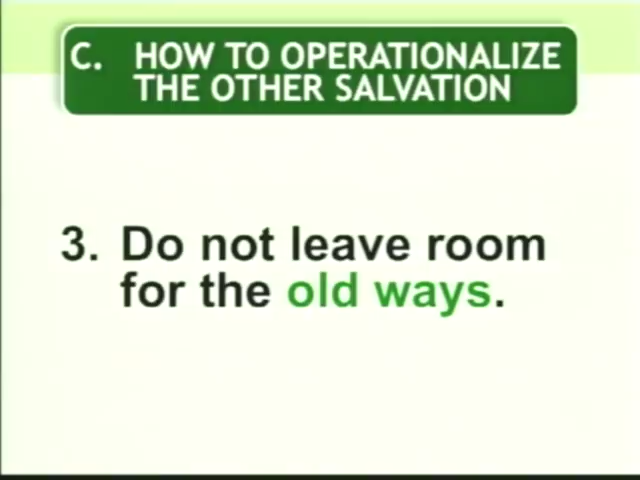 C. HOW TO OPERATIONALIZE
THE OTHER SALVATION
3. Do not leave room
for the old ways.